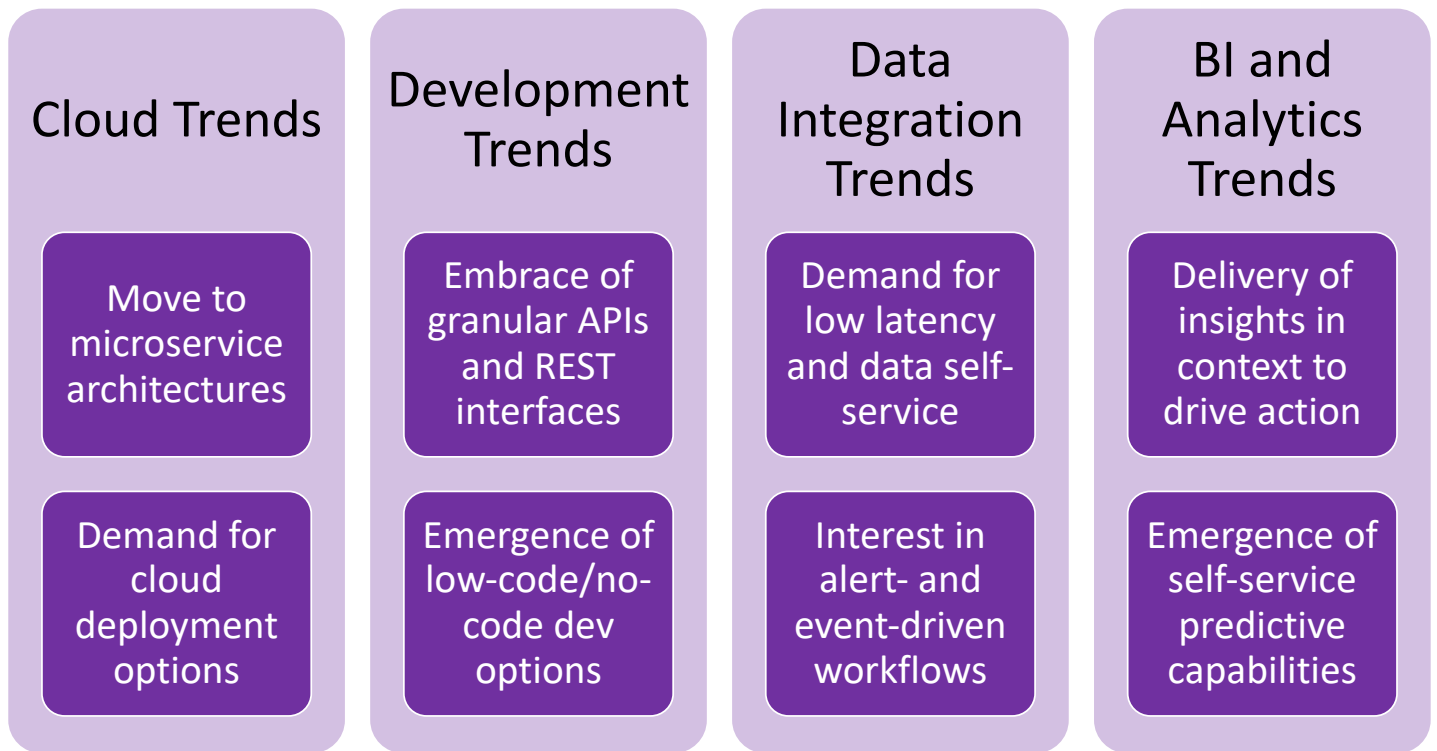 Cloud Trends
Move to
microservice
architectures
Demand for
cloud
deployment
options
Development
Trends
Embrace of
granular APIs
and REST
interfaces
Emergence of
low-code/no-
code dev
options
Data
Integration
Trends
Demand for
low latency
and data self-
service
Interest in
alert- and
event-driven
workflows
BI and
Analytics
Trends
Delivery of
insights in
context to
drive action
Emergence of
self-service
predictive
capabilities